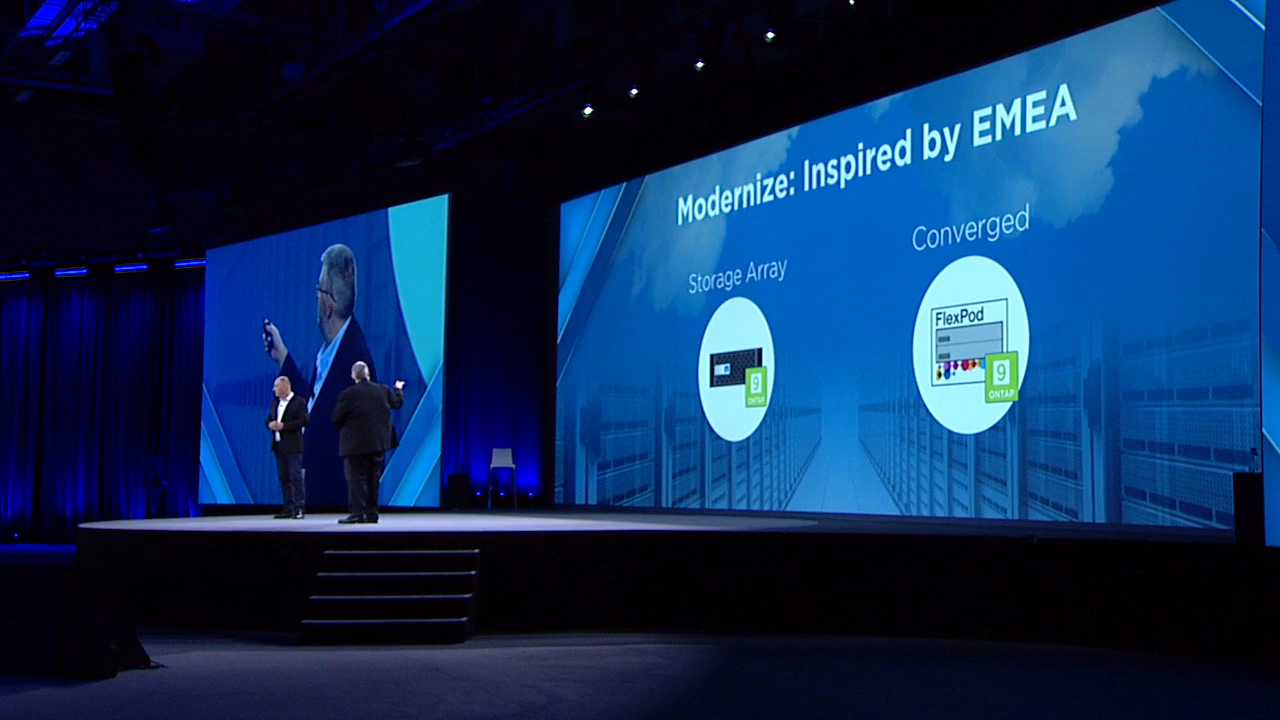 Modernize: Inspired by EMEA
Storage Array
Converged
FlexPod
9
ONTAP
9
ONTAP